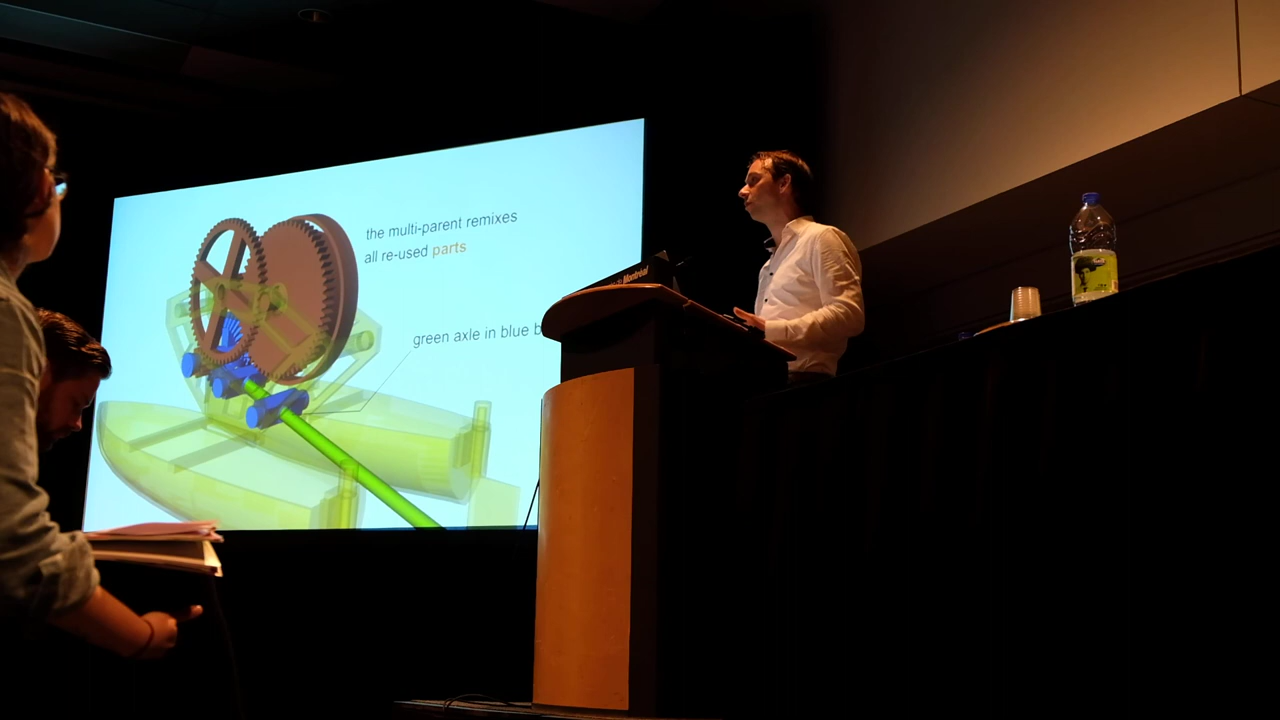 the multi-parent remixes
all re-used parts
green axle in blue b
Montréal